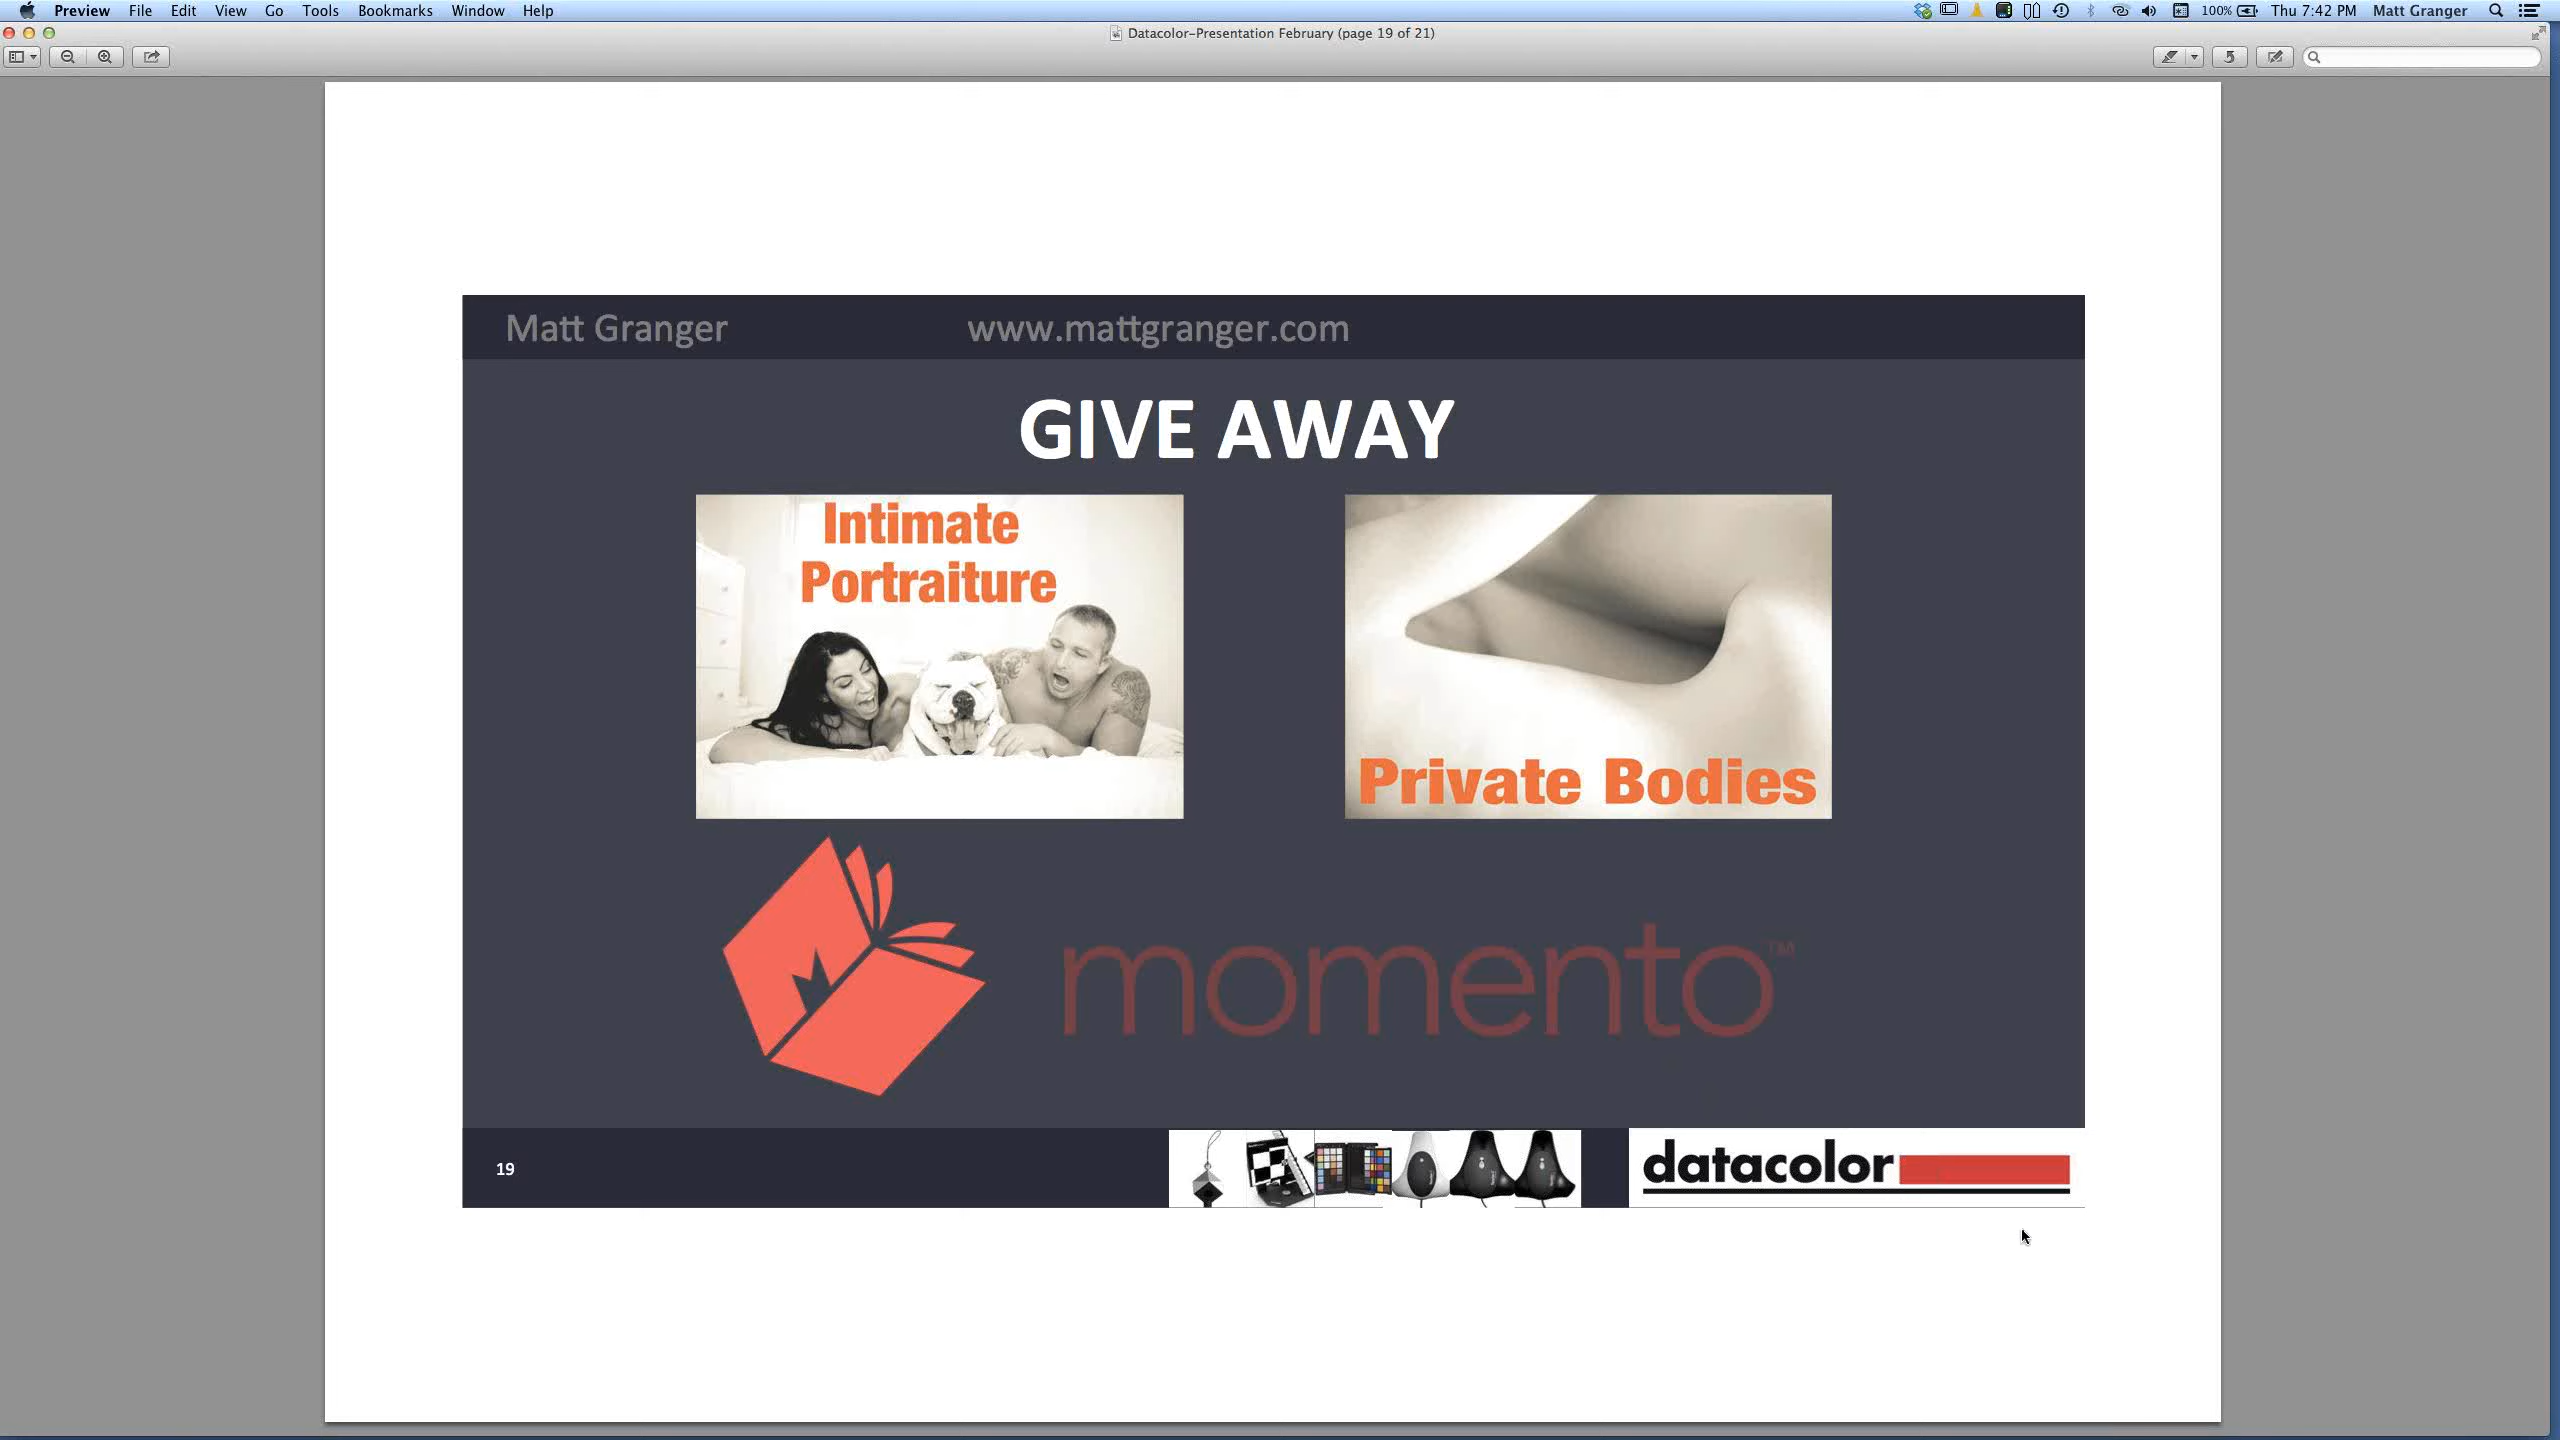 Preview File Edit View Go Tools Bookmarks Window Help 100% Thu 7:42 PM Matt Granger
Datacolor-Presentation February (page 19 of 21)
Matt Granger www.mattgranger.com
GIVE AWAY
Intimate
Portraiture
Private Bodies
momento™
19
datacolor